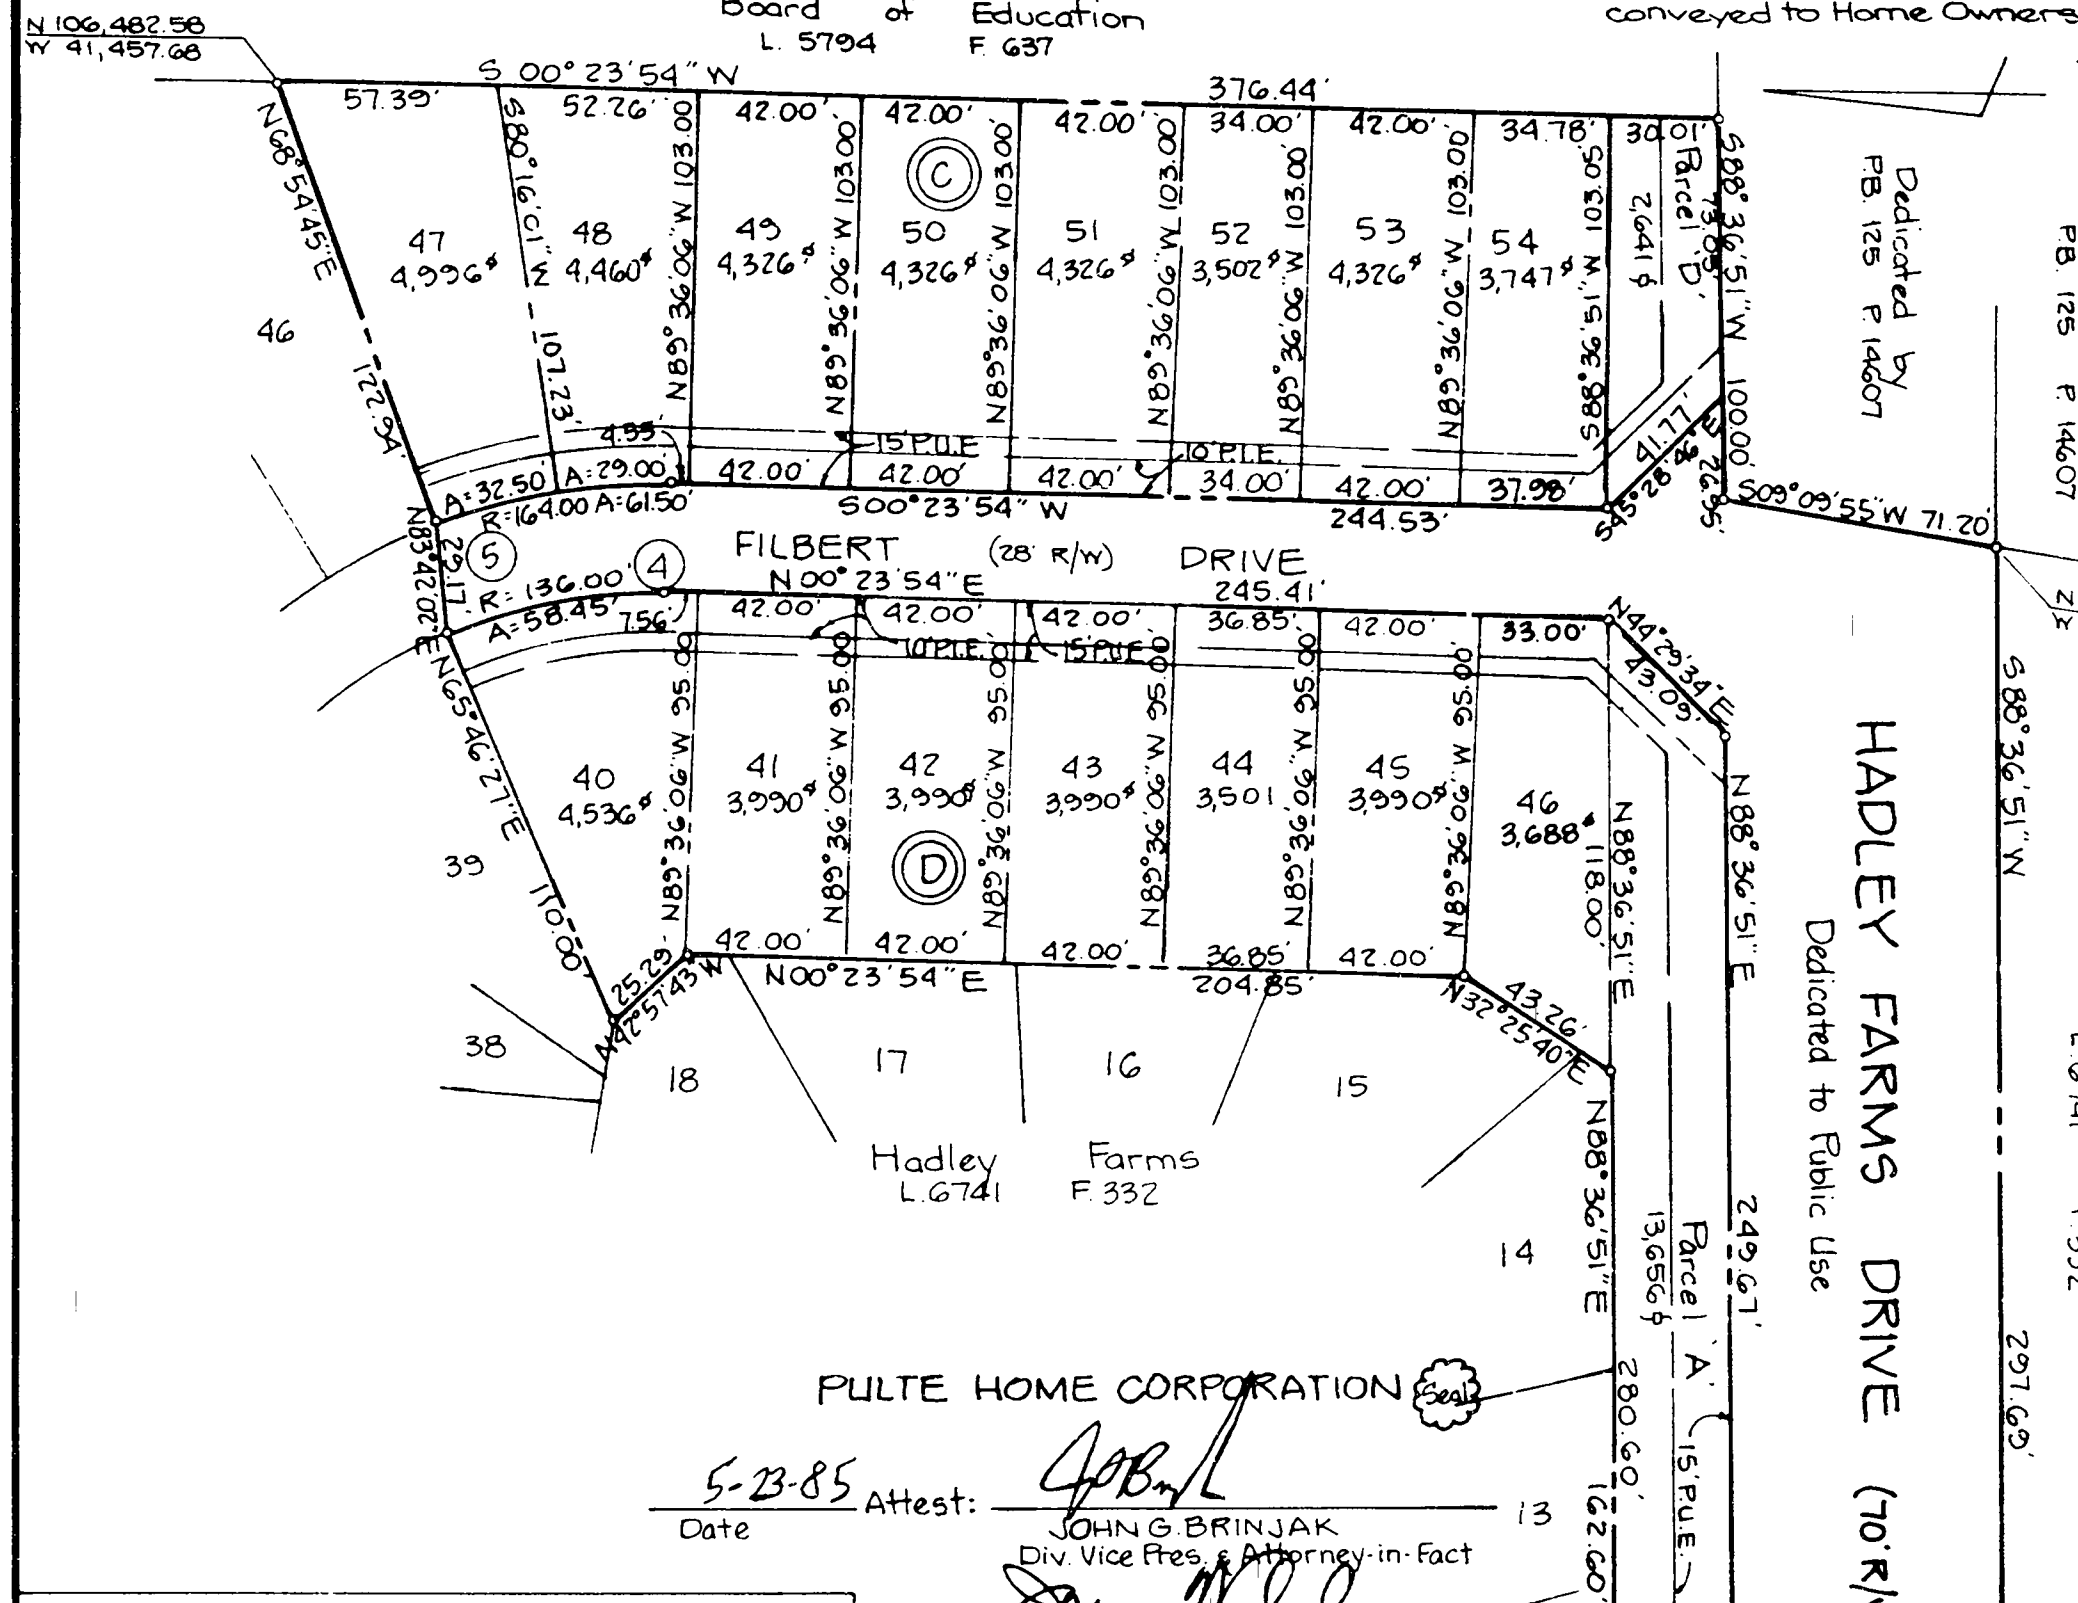 N 106,482.58
W 41,457.68
Board of Education
L. 5794 F. 637
conveyed to Home Owners
S 00° 23' 54" W
376.44'
57.39' 52.26' 42.00' 42.00' 42.00' 34.00' 42.00' 34.78' 30.01'
N68°54'45"E
122.94'
S80°16'01"W
107.23'
N89°36'06"W 103.00
N89°36'06"W 103.00'
N89°36'06"W 103.00'
N89°36'06"W 103.00'
N89°36'06"W 103.00
N89°36'06"W 103.00
S88°36'51"W 103.05
Parcel 'D'
2,641
73.05'
S88°36'51"W 100.00'
26.95'
Dedicated by
P.B. 125 P. 14607
P.B. 125 P. 14607
C
46
47
4,996
48
4,460
49
4,326
50
4,326
51
4,326
52
3,502
53
4,326
54
3,747
4.55'
15' P.U.E
10' P.I.E.
41.77'
S45°28'46"E
A=32.50' A=29.00' 42.00' 42.00' 42.00' 34.00' 42.00' 37.98'
R=164.00 A=61.50'
S00°23'54"W
244.53'
S09°09'55"W 71.20'
N83°42'02"E
29.17'
5
4
FILBERT (28' R/W) DRIVE
N00°23'54"E
245.41'
R=136.00'
A=58.45'
7.56'
42.00' 42.00' 42.00' 36.85' 42.00' 33.00'
10' P.I.E. 15' P.U.E
N44°29'34"E
43.09'
N65°46'27"E
110.00'
N89°36'06"W 95.00
N89°36'06"W 95.00
N89°36'06"W 95.00
N89°36'06"W 95.00
N89°36'06"W 95.00
N89°36'06"W 95.00
39
40
4,536
41
3,990
42
3,990
43
3,990
44
3,501
45
3,990
46
3,688
D
N88°36'51"E
118.00'
N88°36'51"E
249.67'
42.00' 42.00' 42.00' 36.85' 42.00'
N00°23'54"E
204.85'
25.29
N42°57'43"W
43.26'
N32°25'40"E
38
18
17
16
15
14
13
Hadley Farms
L.6741 F. 332
N88°36'51"E
280.60'
162.60'
Parcel 'A'
13,656
15' P.U.E.
HADLEY FARMS DRIVE (70' R/
Dedicated to Public Use
S88°36'51"W
297.69'
PULTE HOME CORPORATION
Seal
5-23-85 Attest:
Date
JOHN G. BRINJAK
Div. Vice Pres. & Attorney-in-Fact